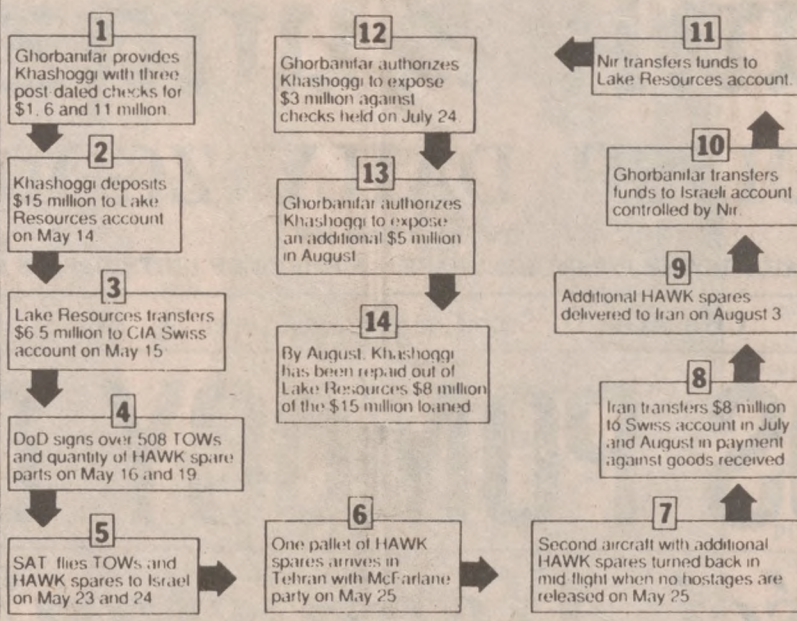 1
Ghorbanifar provides
Khashoggi with three
post dated checks for
$1, 6 and 11 million
2
Khashoggi deposits
$15 million to Lake
Resources account
on May 14
3
Lake Resources transfers
$6 5 million to CIA Swiss
account on May 15
4
DoD signs over 508 TOWs
and quantity of HAWK spare
parts on May 16 and 19
5
SAT flies TOWs and
HAWK spares to Israel
on May 23 and 24
6
One pallet of HAWK
spares arrives in
Tehran with McFarlane
party on May 25
7
Second aircraft with additional
HAWK spares turned back in
mid flight when no hostages are
released on May 25
8
Iran transfers $8 million
to Swiss account in July
and August in payment
against goods received
9
Additional HAWK spares
delivered to Iran on August 3
10
Ghorbanifar transfers
funds to Israeli account
controlled by Nir.
11
Nir transfers funds to
Lake Resources account.
12
Ghorbanifar authorizes
Khashoggi to expose
$3 million against
checks held on July 24
13
Ghorbanifar authorizes
Khashoggi to expose
an additional $5 million
in August
14
By August, Khashoggi
has been repaid out of
Lake Resources $8 million
of the $15 million loaned